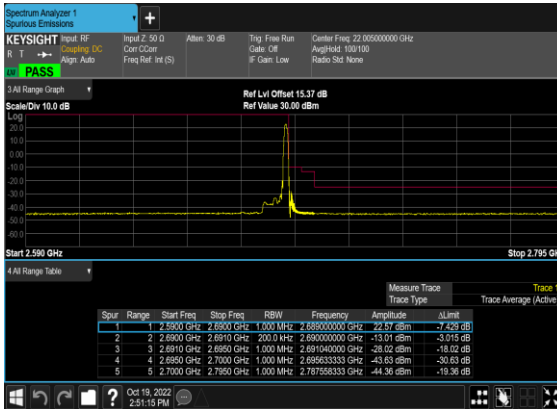 Spectrum Analyzer 1
Spurious Emissions
+
KEYSIGHT Input: RF Input Z: 50 Ω Atten: 30 dB Trig: Free Run Center Freq: 22.005000000 GHz
R T Coupling: DC Corr CCorr Gate: Off Avg|Hold: 100/100
Align: Auto Freq Ref: Int (S) IF Gain: Low Radio Std: None
PASS
3 All Range Graph
Ref Lvl Offset 15.37 dB
Scale/Div 10.0 dB Ref Value 30.00 dBm
Log
20.0
10.0
0.00
-10.0
-20.0
-30.0
-40.0
-50.0
-60.0
Start 2.590 GHz Stop 2.795 GH
4 All Range Table
Measure Trace Trace 1
Trace Type Trace Average (Active
Spur Range Start Freq Stop Freq RBW Frequency Amplitude ΔLimit
1 1 2.5900 GHz 2.6900 GHz 1.000 MHz 2.689000000 GHz 22.57 dBm -7.429 dB
2 2 2.6900 GHz 2.6910 GHz 200.0 kHz 2.690000000 GHz -13.01 dBm -3.015 dB
3 3 2.6910 GHz 2.6950 GHz 1.000 MHz 2.691040000 GHz -28.02 dBm -18.02 dB
4 4 2.6950 GHz 2.7000 GHz 1.000 MHz 2.695633333 GHz -43.63 dBm -30.63 dB
5 5 2.7000 GHz 2.7950 GHz 1.000 MHz 2.787558333 GHz -44.36 dBm -19.36 dB
?
Oct 19, 2022
2:51:15 PM